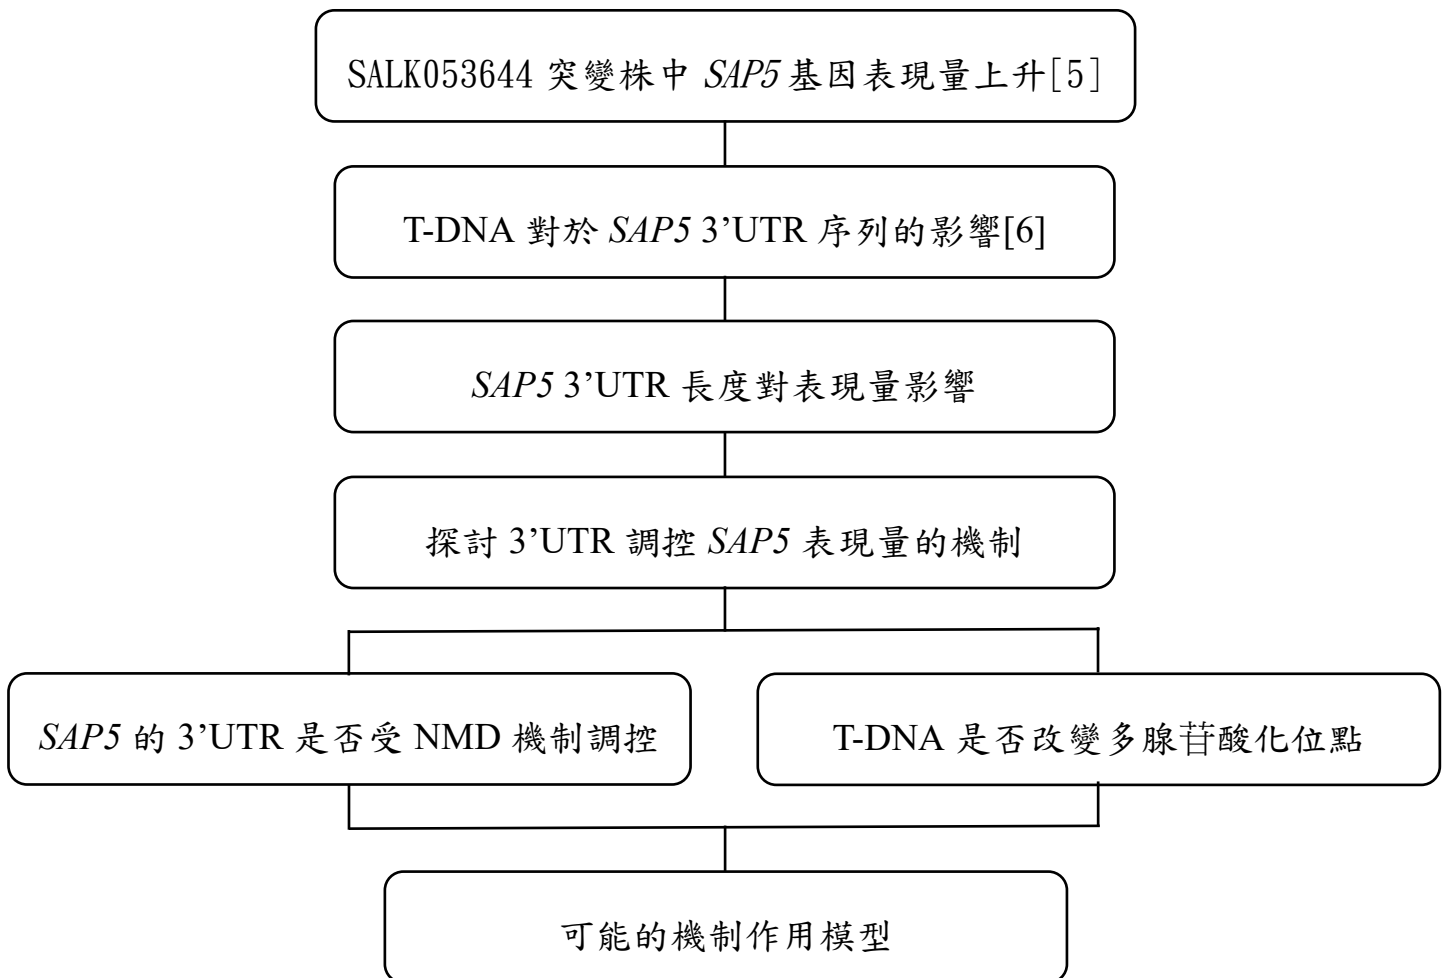 SALK053644 突變株中 SAP5 基因表現量上升[5]
T-DNA 對於 SAP5 3’UTR 序列的影響[6]
SAP5 3’UTR 長度對表現量影響
探討 3’UTR 調控 SAP5 表現量的機制
SAP5 的 3’UTR 是否受 NMD 機制調控
T-DNA 是否改變多腺苷酸化位點
可能的機制作用模型